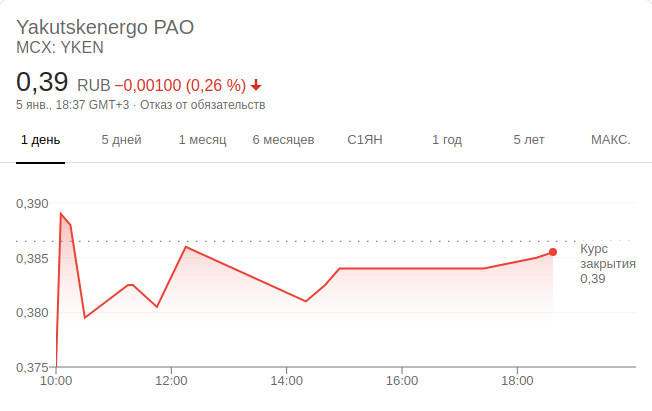 Yakutskenergo PAO
MCX: YKEN
0,39 RUB −0,00100 (0,26 %)
5 янв., 18:37 GMT+3 · Отказ от обязательств
1 день 5 дней 1 месяц 6 месяцев С1ЯН 1 год 5 лет МАКС.
0,390
0,385
0,380
0,375
Курс
закрытия
0,39
10:00 12:00 14:00 16:00 18:00